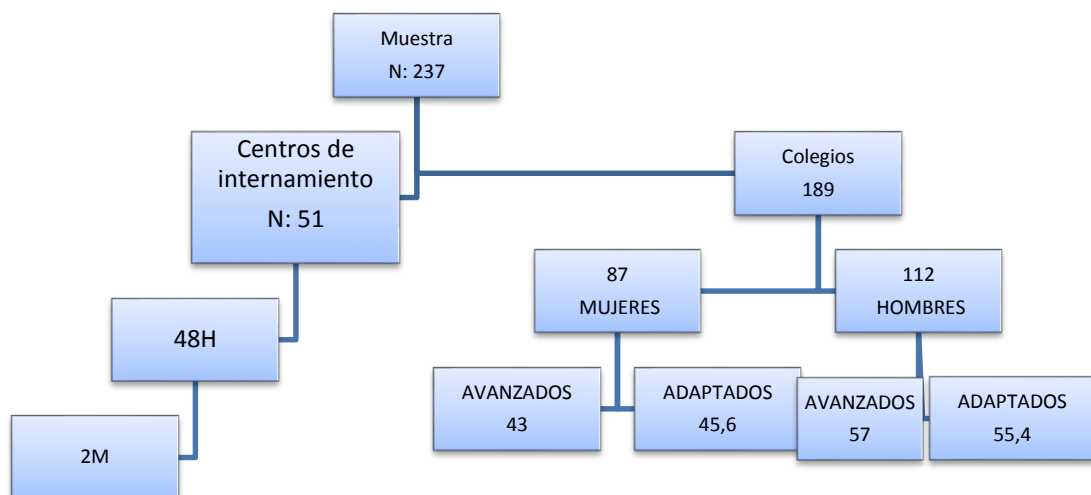 Muestra
N: 237
Centros de
internamiento
N: 51
Colegios
189
87
MUJERES
112
HOMBRES
48H
2M
AVANZADOS
43
ADAPTADOS
45,6
AVANZADOS
57
ADAPTADOS
55,4